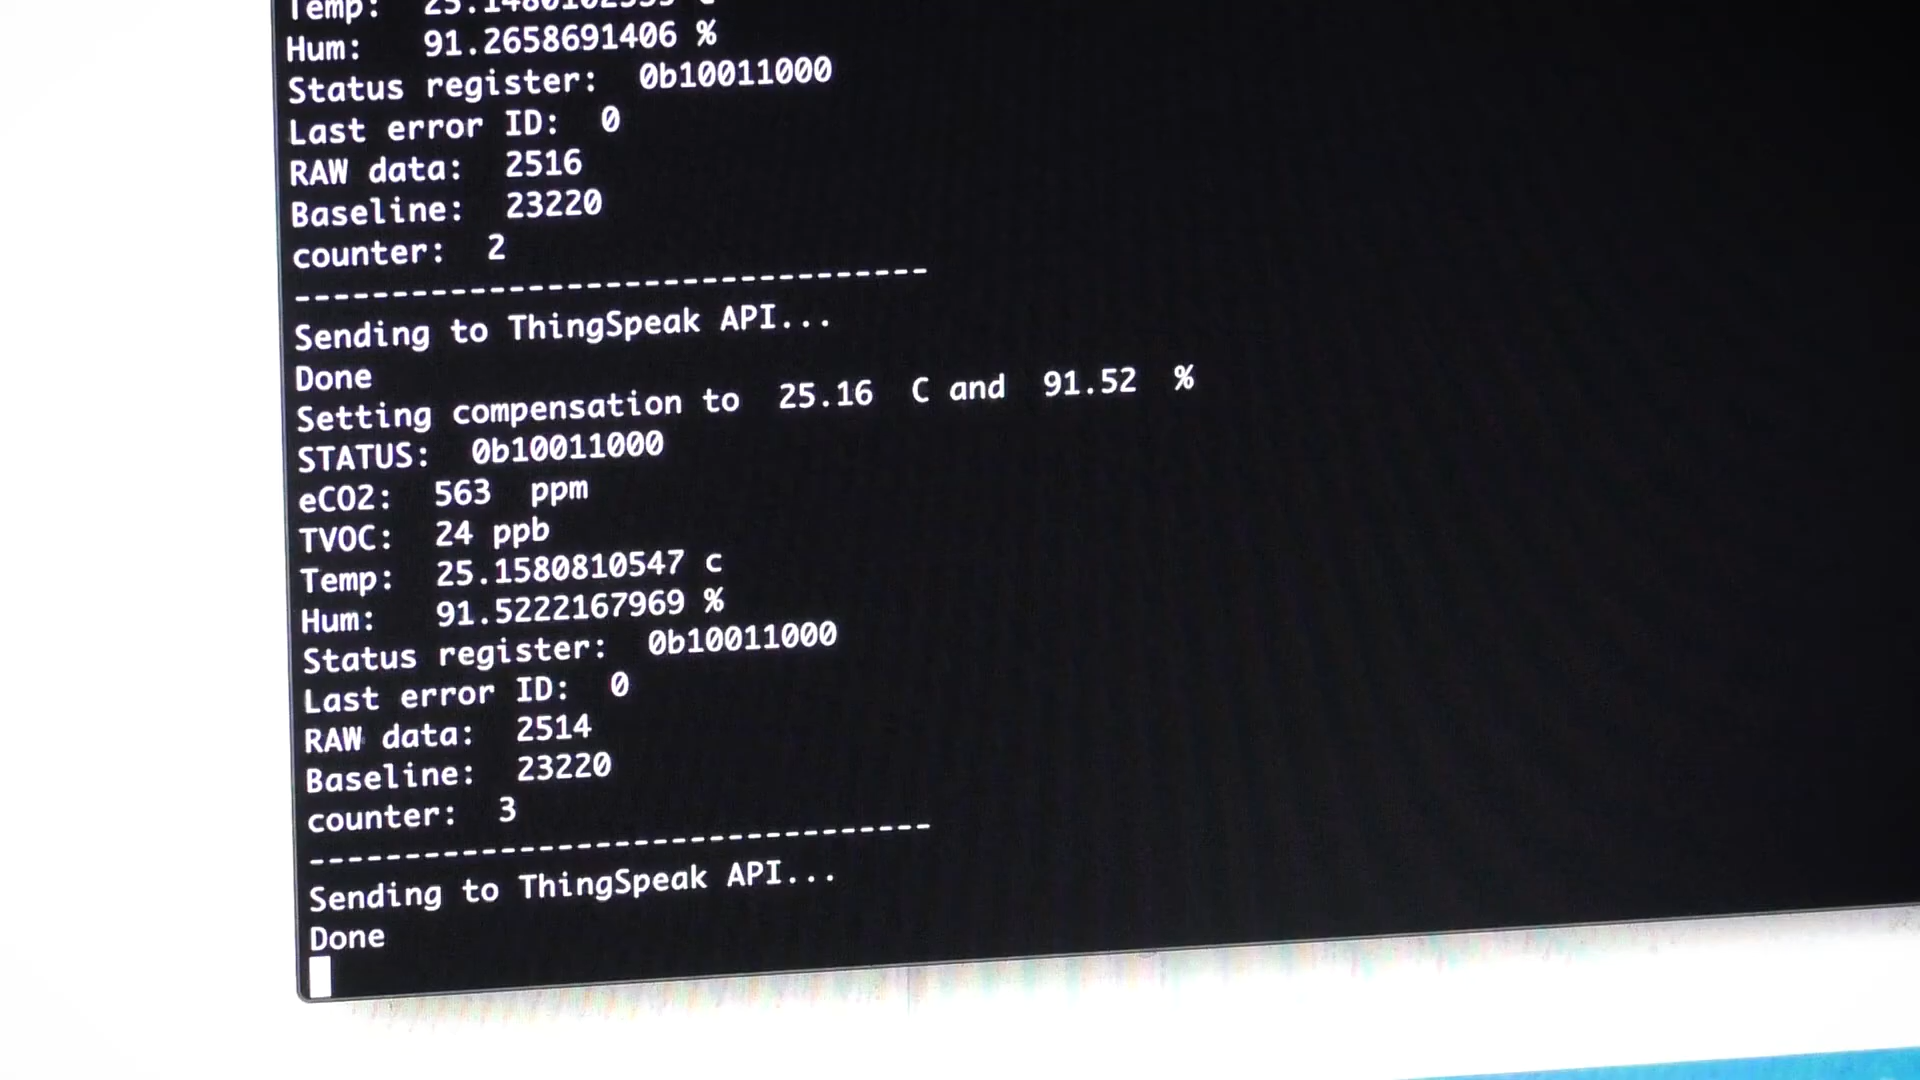 Temp: 25.1480102539 C
Hum: 91.2658691406 %
Status register: 0b10011000
Last error ID: 0
RAW data: 2516
Baseline: 23220
counter: 2
---------------------------------
Sending to ThingSpeak API...
Done
Setting compensation to 25.16 C and 91.52 %
STATUS: 0b10011000
eCO2: 563 ppm
TVOC: 24 ppb
Temp: 25.1580810547 c
Hum: 91.5222167969 %
Status register: 0b10011000
Last error ID: 0
RAW data: 2514
Baseline: 23220
counter: 3
---------------------------------
Sending to ThingSpeak API...
Done